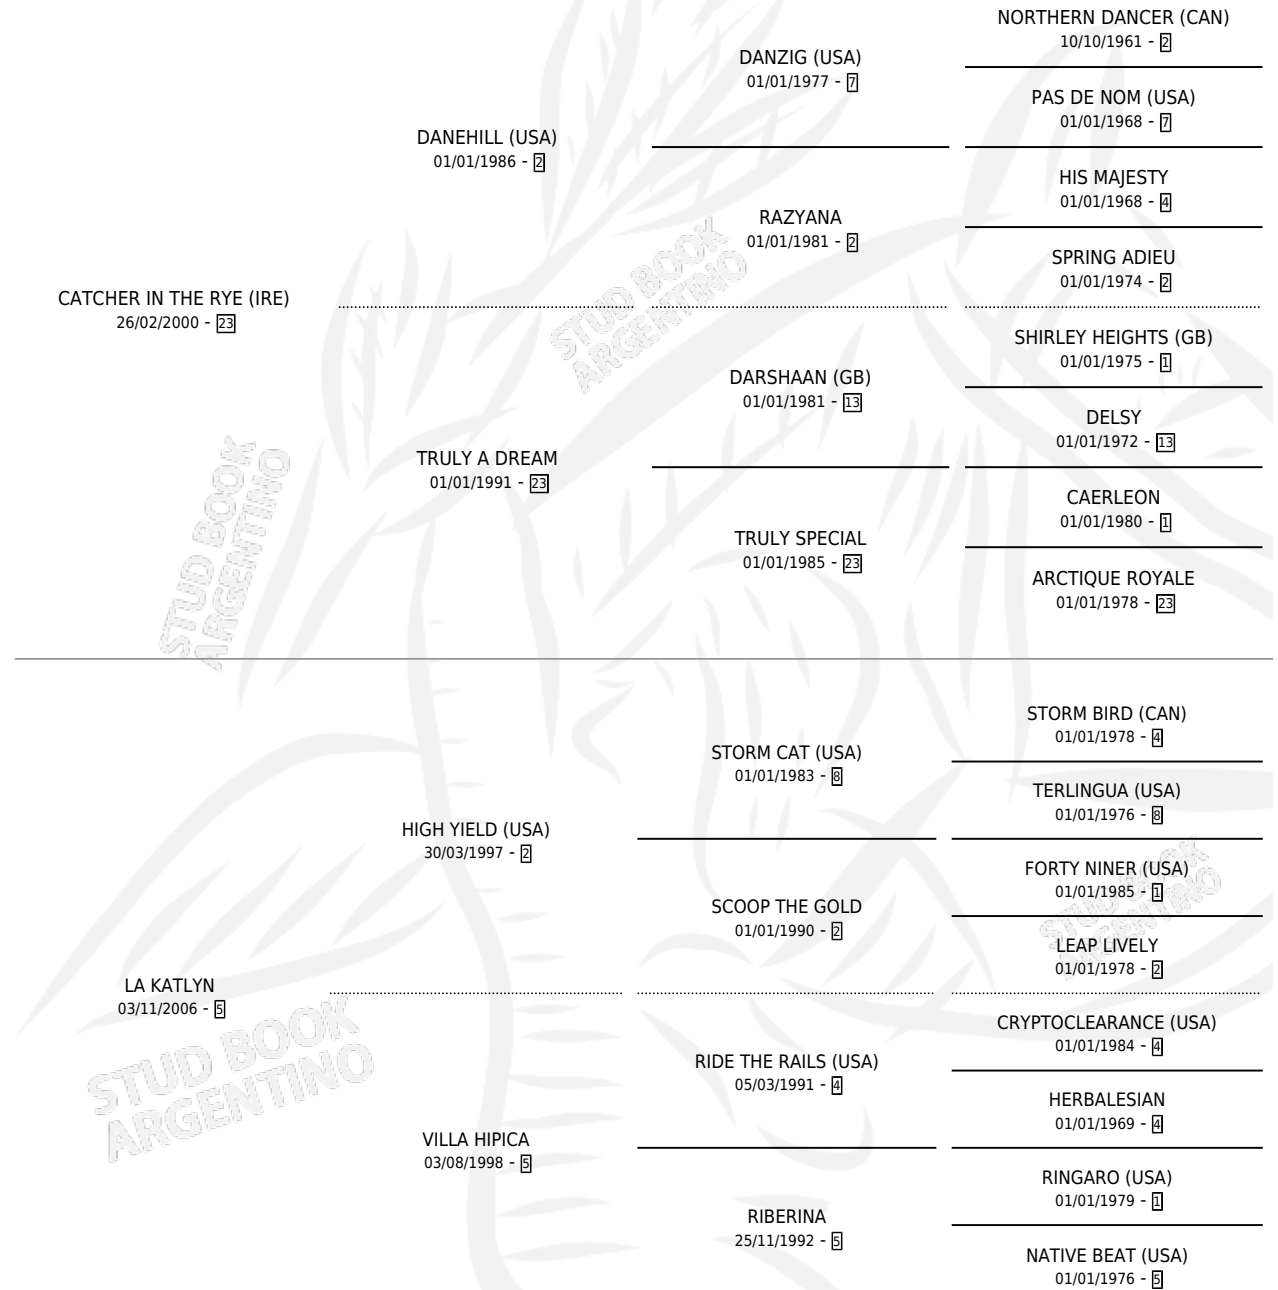 NORTHERN DANCER (CAN)
10/10/1961 - 2
DANZIG (USA)
01/01/1977 - 7
PAS DE NOM (USA)
01/01/1968 - 7
DANEHILL (USA)
01/01/1986 - 2
HIS MAJESTY
01/01/1968 - 4
RAZYANA
01/01/1981 - 2
SPRING ADIEU
01/01/1974 - 2
CATCHER IN THE RYE (IRE)
26/02/2000 - 23
STUD BOOK
ARGENTINO
SHIRLEY HEIGHTS (GB)
01/01/1975 - 1
DARSHAAN (GB)
01/01/1981 - 13
DELSY
01/01/1972 - 13
TRULY A DREAM
01/01/1991 - 23
CAERLEON
01/01/1980 - 1
TRULY SPECIAL
01/01/1985 - 23
ARCTIQUE ROYALE
01/01/1978 - 23
STUD BOOK
ARGENTINO
STORM BIRD (CAN)
01/01/1978 - 4
STORM CAT (USA)
01/01/1983 - 8
TERLINGUA (USA)
01/01/1976 - 8
HIGH YIELD (USA)
30/03/1997 - 2
FORTY NINER (USA)
01/01/1985 - 1
SCOOP THE GOLD
01/01/1990 - 2
STUD BOOK
ARGENTINO
LEAP LIVELY
01/01/1978 - 2
LA KATLYN
03/11/2006 - 5
STUD BOOK
ARGENTINO
CRYPTOCLEARANCE (USA)
01/01/1984 - 4
RIDE THE RAILS (USA)
05/03/1991 - 4
HERBALESIAN
01/01/1969 - 4
VILLA HIPICA
03/08/1998 - 5
RINGARO (USA)
01/01/1979 - 1
RIBERINA
25/11/1992 - 5
NATIVE BEAT (USA)
01/01/1976 - 5